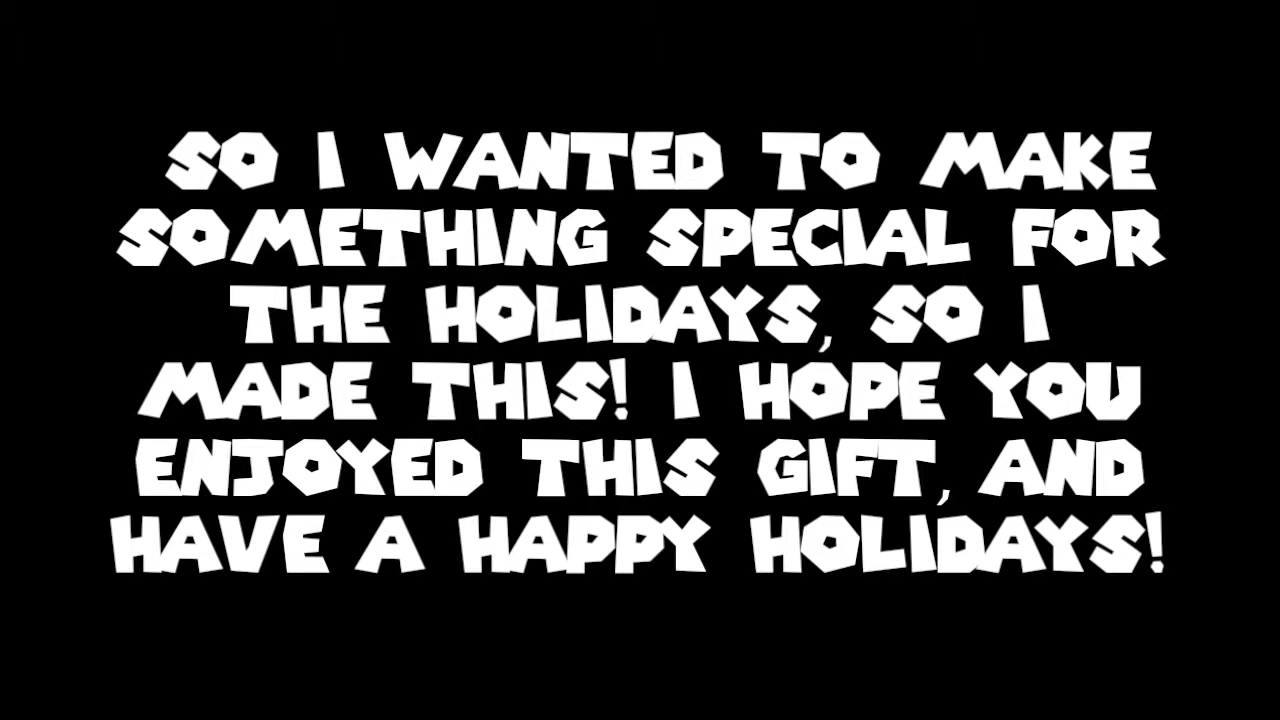 SO I WANTED TO MAKE
SOMETHING SPECIAL FOR
THE HOLIDAYS, SO I
MADE THIS! I HOPE YOU
ENJOYED THIS GIFT, AND
HAVE A HAPPY HOLIDAYS!